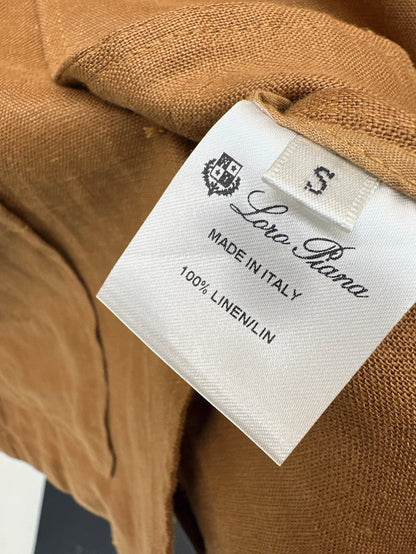 S
Loro Piana
MADE IN ITALY
100% LINEN/LIN